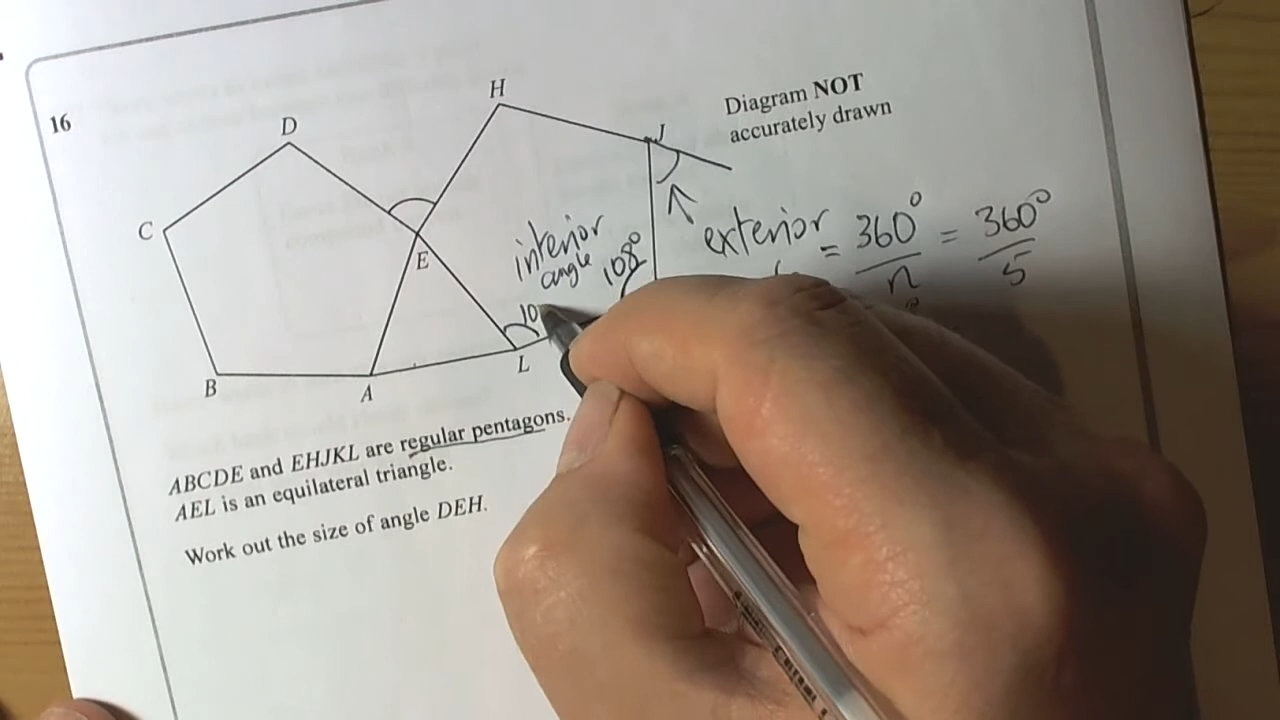 16
D
H
J
Diagram NOT
accurately drawn
C
E
B
A
L
interior
angle
108°
10
exterior = 360° = 360°
n
5
ABCDE and EHJKL are regular pentagons.
AEL is an equilateral triangle.
Work out the size of angle DEH.